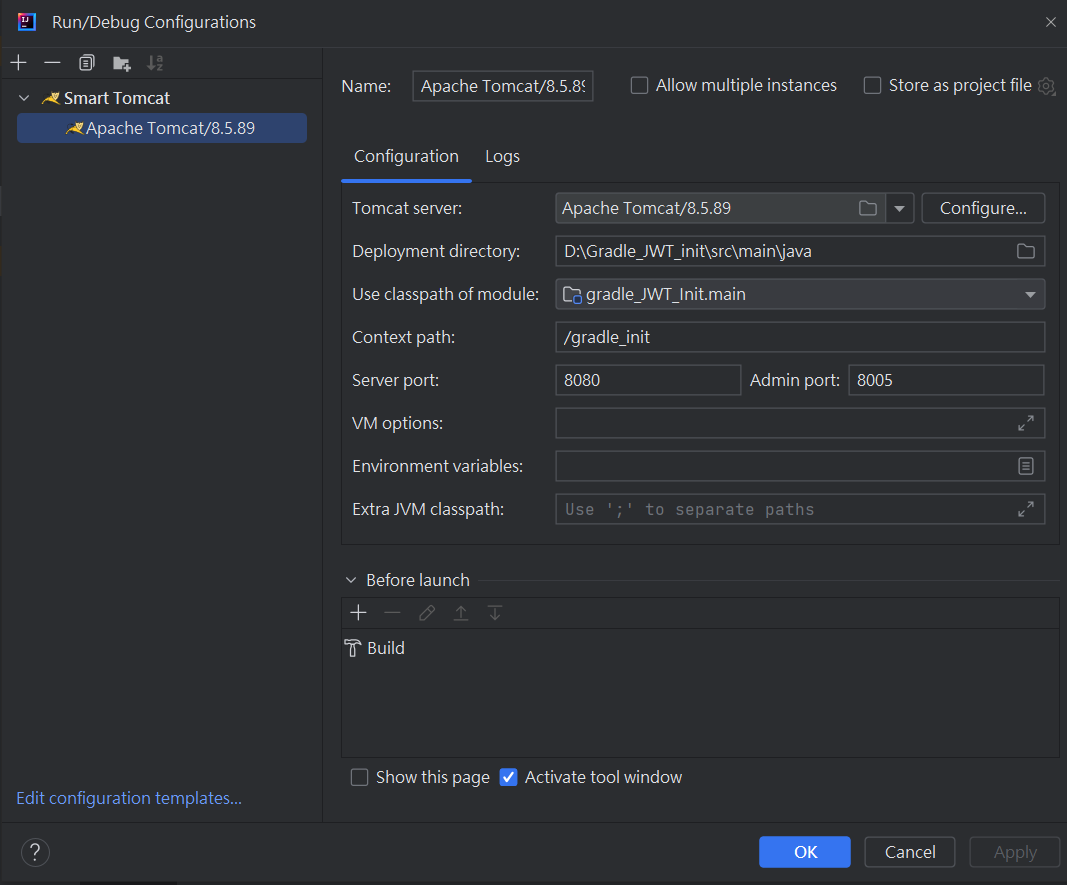 Run/Debug Configurations
Smart Tomcat
Apache Tomcat/8.5.89
Edit configuration templates...
Name: Apache Tomcat/8.5.89
Allow multiple instances
Store as project file
Configuration Logs
Tomcat server: Apache Tomcat/8.5.89 Configure...
Deployment directory: D:\Gradle_JWT_init\src\main\java
Use classpath of module: gradle_JWT_Init.main
Context path: /gradle_init
Server port: 8080 Admin port: 8005
VM options:
Environment variables:
Extra JVM classpath: Use ';' to separate paths
Before launch
Build
Show this page Activate tool window
? OK Cancel Apply